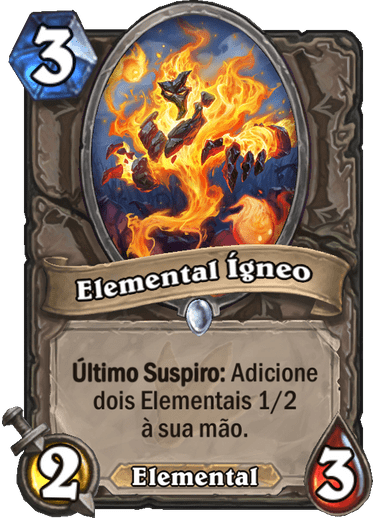 3
Elemental Ígneo
Último Suspiro: Adicione
dois Elementais 1/2
à sua mão.
2
Elemental
3